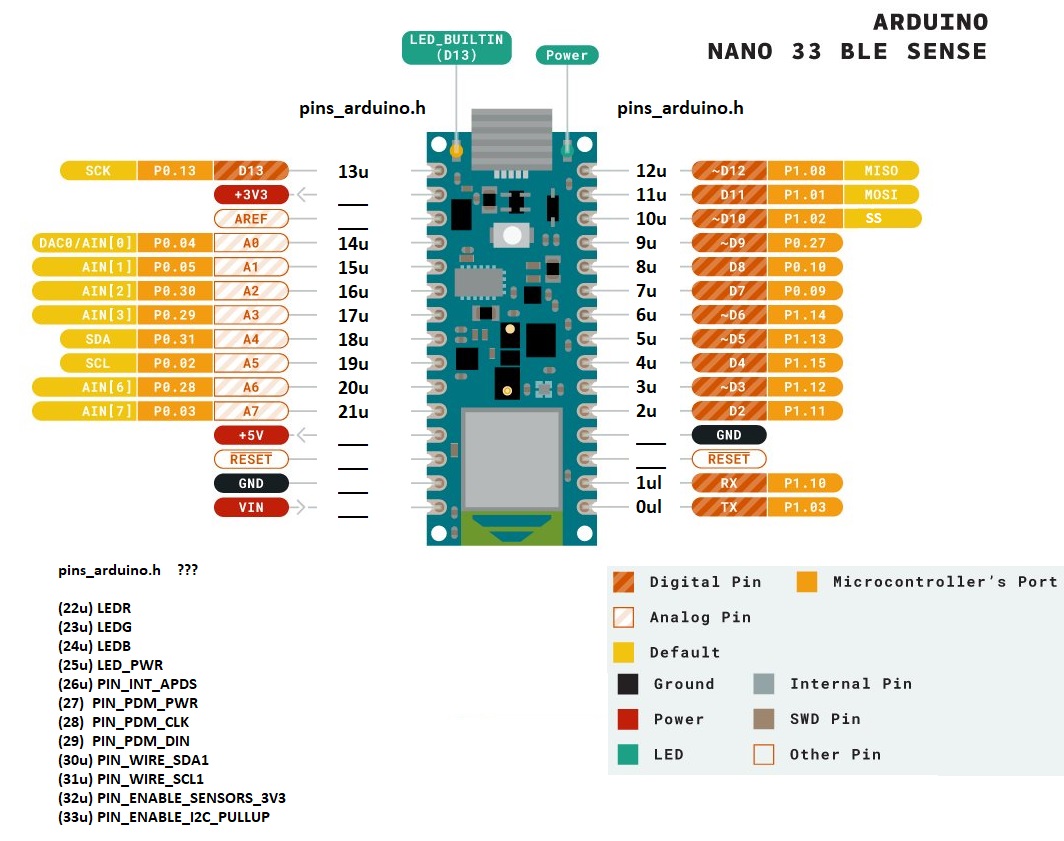 ARDUINO
NANO 33 BLE SENSE
LED_BUILTIN
(D13)
Power
pins_arduino.h pins_arduino.h
SCK P0.13 D13 13u 12u ~D12 P1.08 MISO
+3V3 ___ 11u D11 P1.01 MOSI
AREF ___ 10u ~D10 P1.02 SS
DAC0/AIN[0] P0.04 A0 14u 9u ~D9 P0.27
AIN[1] P0.05 A1 15u 8u D8 P0.10
AIN[2] P0.30 A2 16u 7u D7 P0.09
AIN[3] P0.29 A3 17u 6u ~D6 P1.14
SDA P0.31 A4 18u 5u ~D5 P1.13
SCL P0.02 A5 19u 4u D4 P1.15
AIN[6] P0.28 A6 20u 3u ~D3 P1.12
AIN[7] P0.03 A7 21u 2u D2 P1.11
+5V ___ ___ GND
RESET ___ ___ RESET
GND ___ 1ul RX P1.10
VIN ___ 0ul TX P1.03
pins_arduino.h ???
(22u) LEDR
(23u) LEDG
(24u) LEDB
(25u) LED_PWR
(26u) PIN_INT_APDS
(27) PIN_PDM_PWR
(28) PIN_PDM_CLK
(29) PIN_PDM_DIN
(30u) PIN_WIRE_SDA1
(31u) PIN_WIRE_SCL1
(32u) PIN_ENABLE_SENSORS_3V3
(33u) PIN_ENABLE_I2C_PULLUP
Digital Pin Microcontroller's Port
Analog Pin
Default
Ground Internal Pin
Power SWD Pin
LED Other Pin